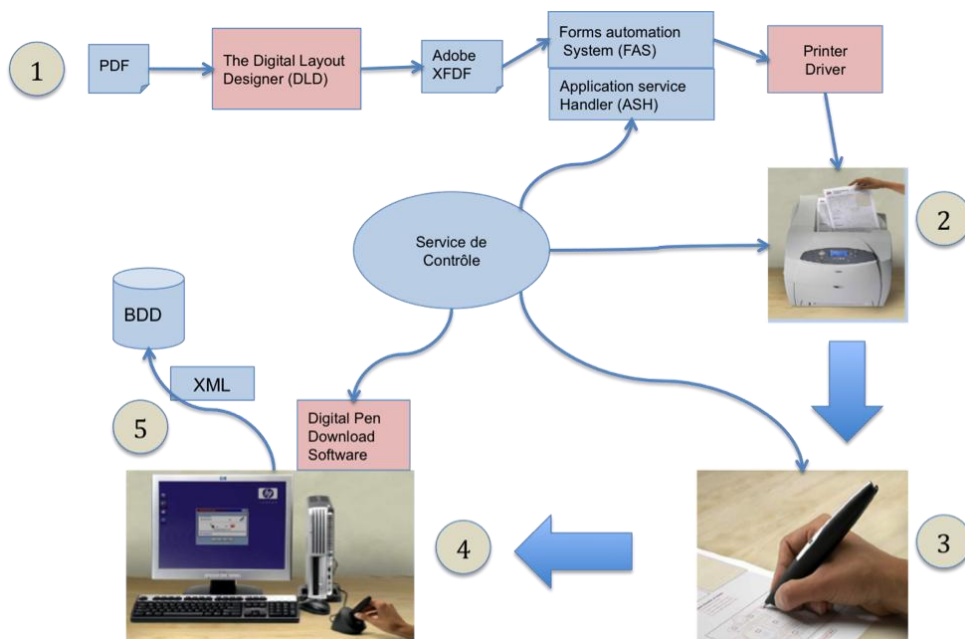 1
PDF
The Digital Layout
Designer (DLD)
Adobe
XFDF
Forms automation
System (FAS)
Application service
Handler (ASH)
Printer
Driver
2
Service de
Contrôle
BDD
XML
5
Digital Pen
Download
Software
4
3